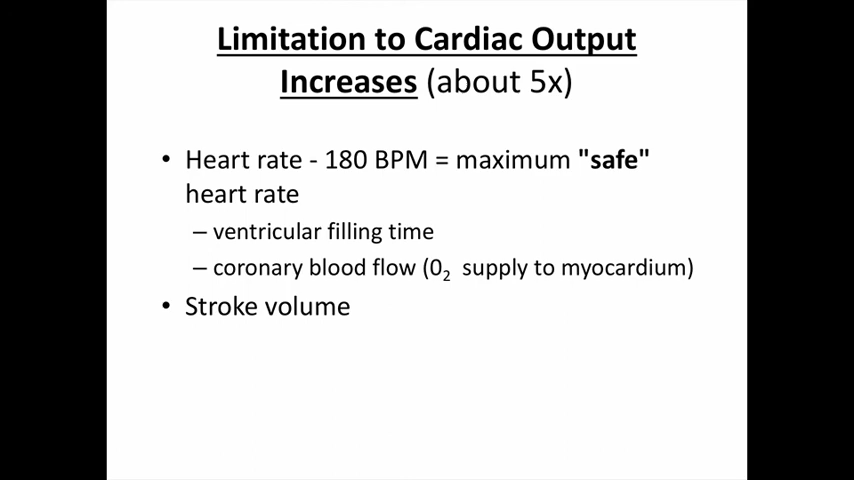 Limitation to Cardiac Output
Increases (about 5x)
• Heart rate - 180 BPM = maximum "safe"
heart rate
– ventricular filling time
– coronary blood flow (0₂ supply to myocardium)
• Stroke volume